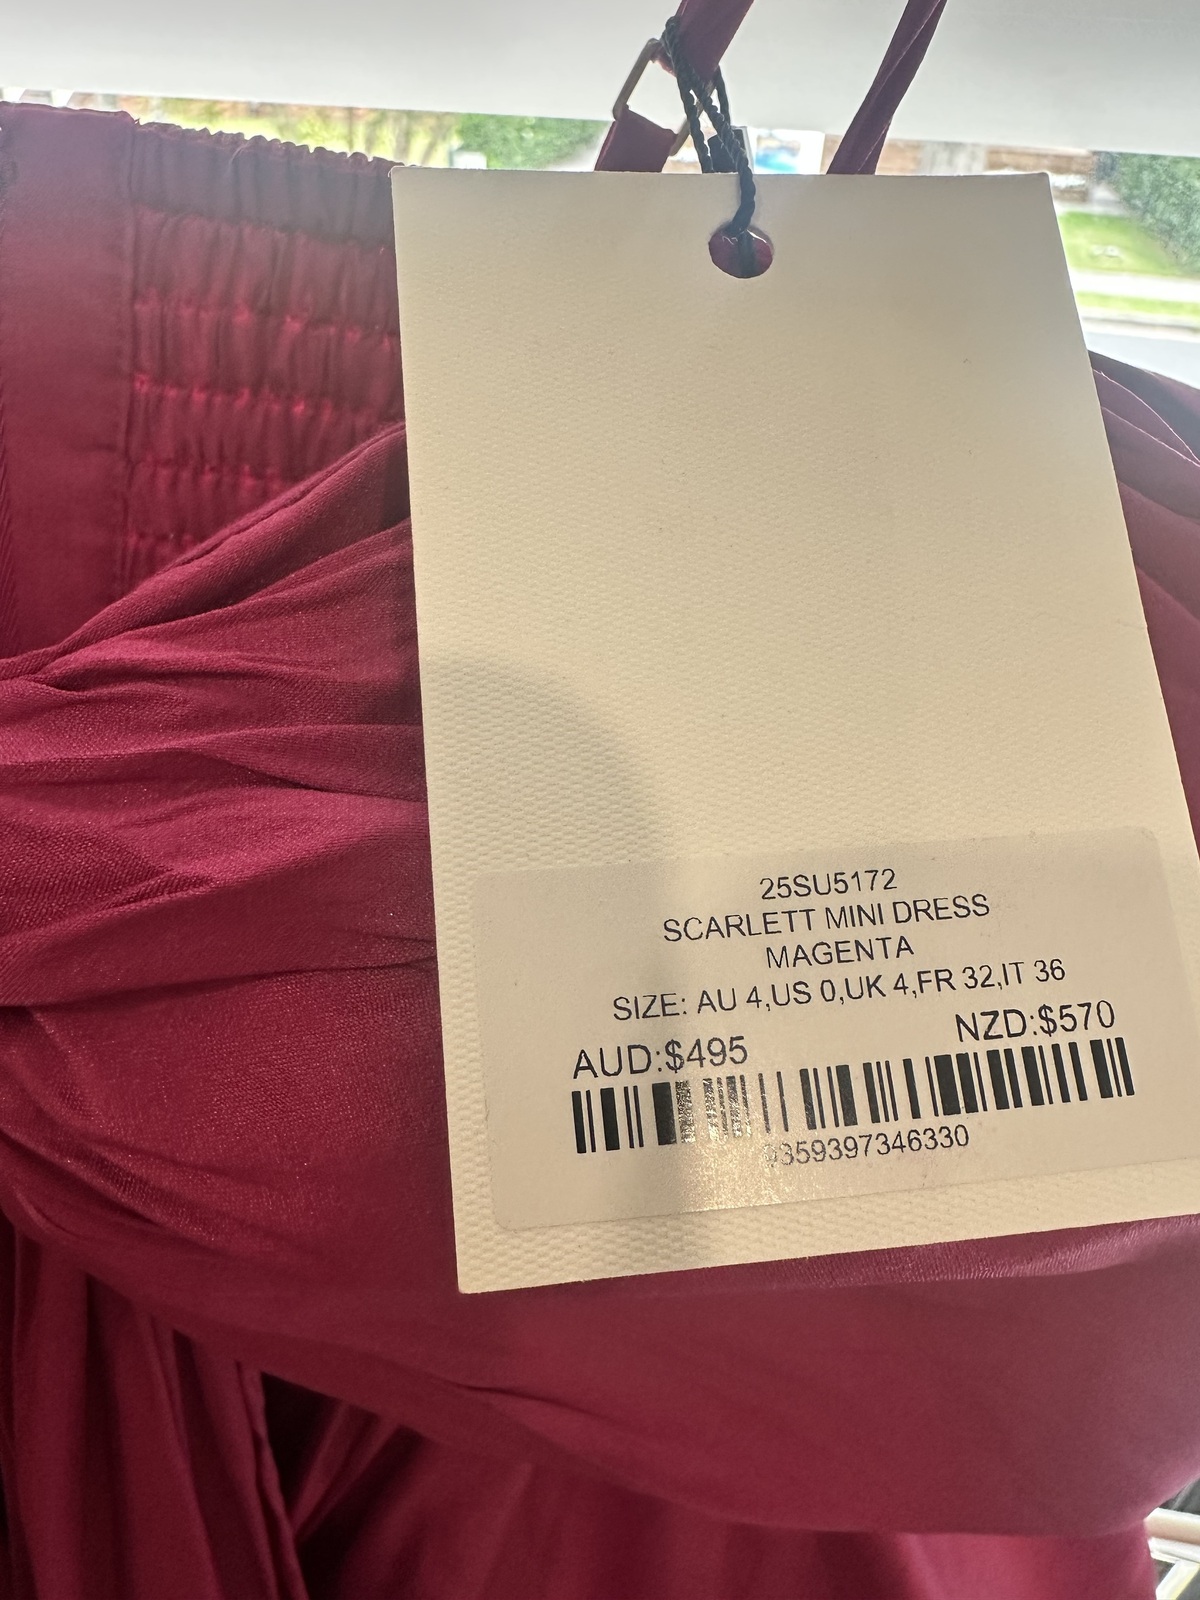 25SU5172
SCARLETT MINI DRESS
MAGENTA
SIZE: AU 4,US 0,UK 4,FR 32,IT 36
AUD:$495 NZD:$570
9359397346330